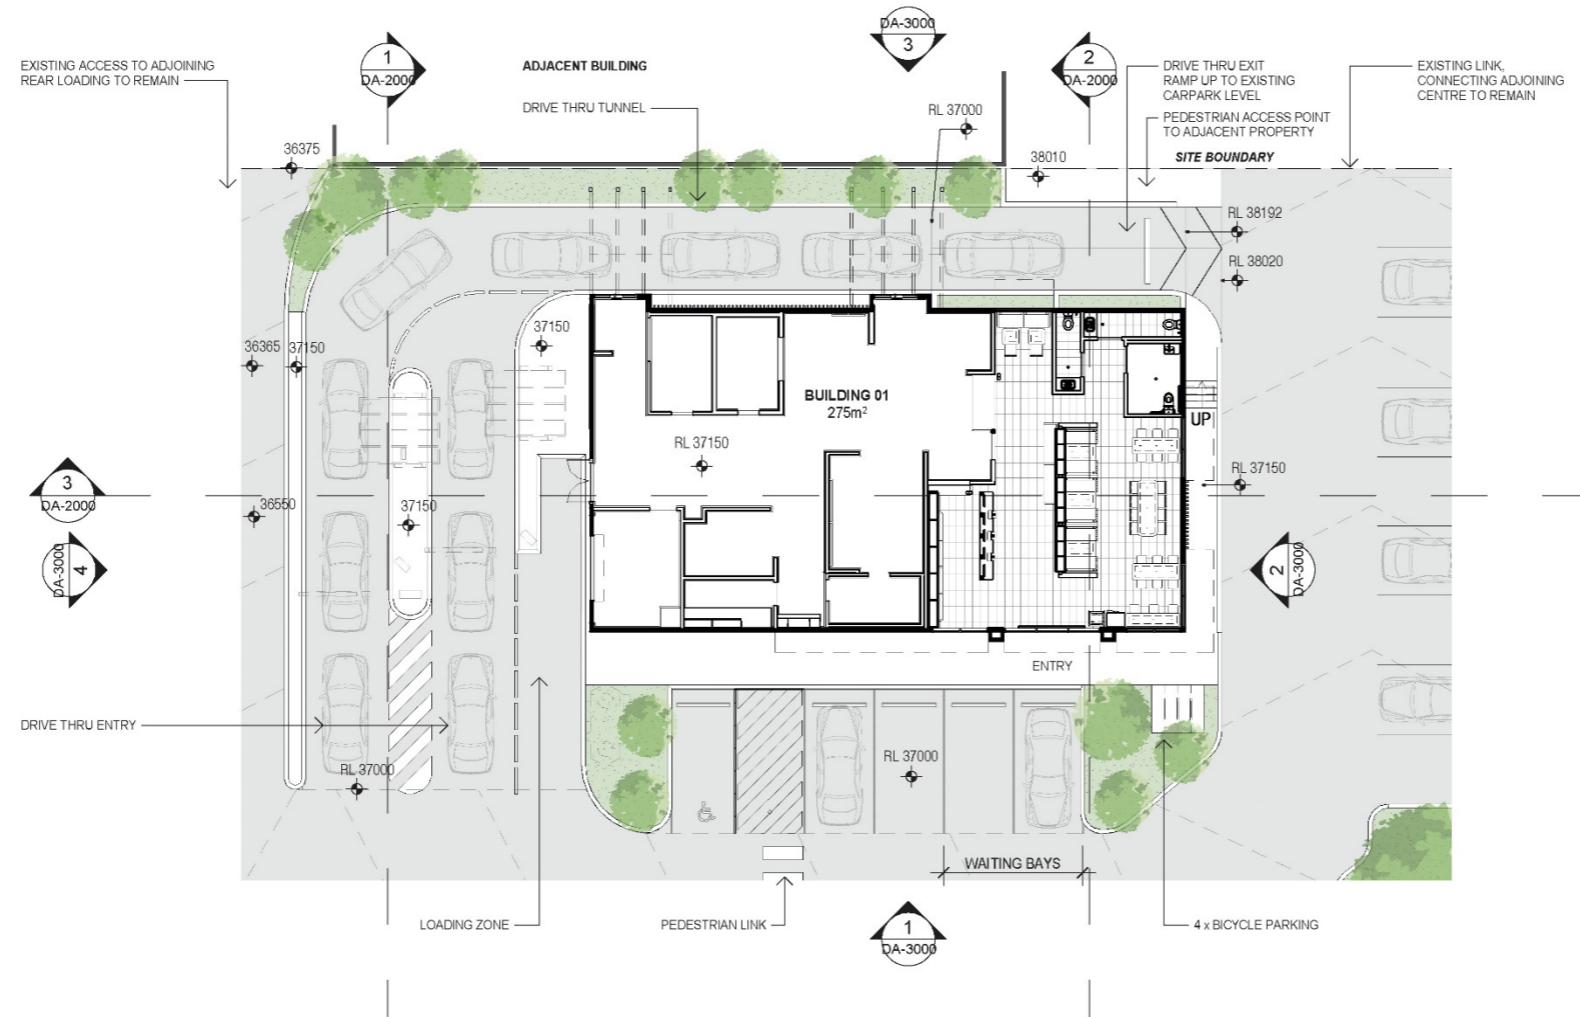 DA-3000
3
1
DA-2000
2
DA-2000
EXISTING ACCESS TO ADJOINING
REAR LOADING TO REMAIN
ADJACENT BUILDING
DRIVE THRU TUNNEL
RL 37000
DRIVE THRU EXIT
RAMP UP TO EXISTING
CARPARK LEVEL
PEDESTRIAN ACCESS POINT
TO ADJACENT PROPERTY
SITE BOUNDARY
EXISTING LINK,
CONNECTING ADJOINING
CENTRE TO REMAIN
36375
38010
RL 38192
RL 38020
36365
37150
37150
BUILDING 01
275m²
RL 37150
UP
RL 37150
3
DA-2000
36550
37150
DA-3000
4
2
DA-3000
ENTRY
DRIVE THRU ENTRY
RL 37000
RL 37000
WAITING BAYS
LOADING ZONE
PEDESTRIAN LINK
1
DA-3000
4 x BICYCLE PARKING